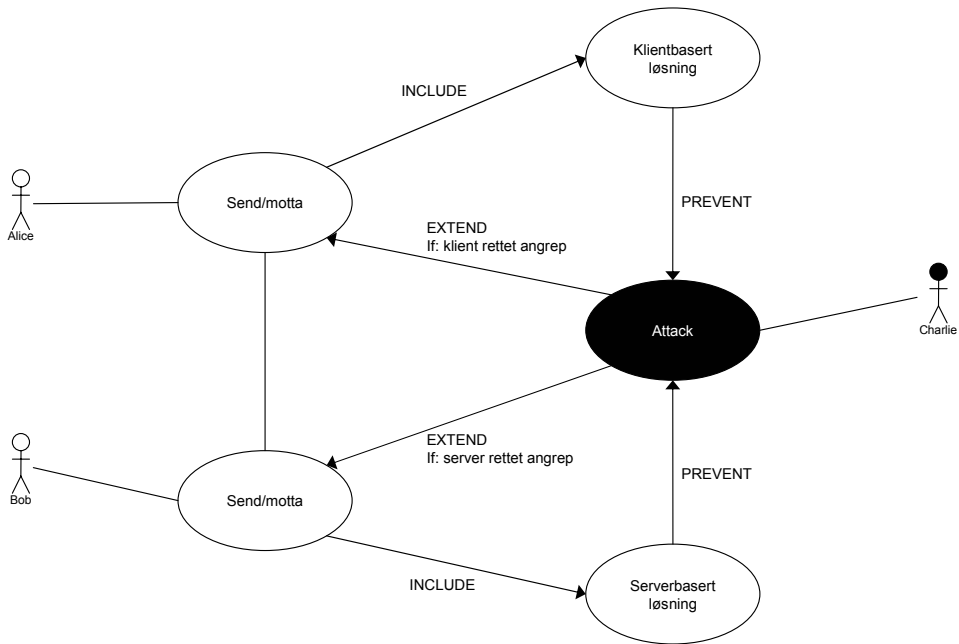 Klientbasert
løsning
INCLUDE
Alice
Send/motta
PREVENT
EXTEND
If: klient rettet angrep
Attack
Charlie
EXTEND
If: server rettet angrep
PREVENT
Bob
Send/motta
INCLUDE
Serverbasert
løsning